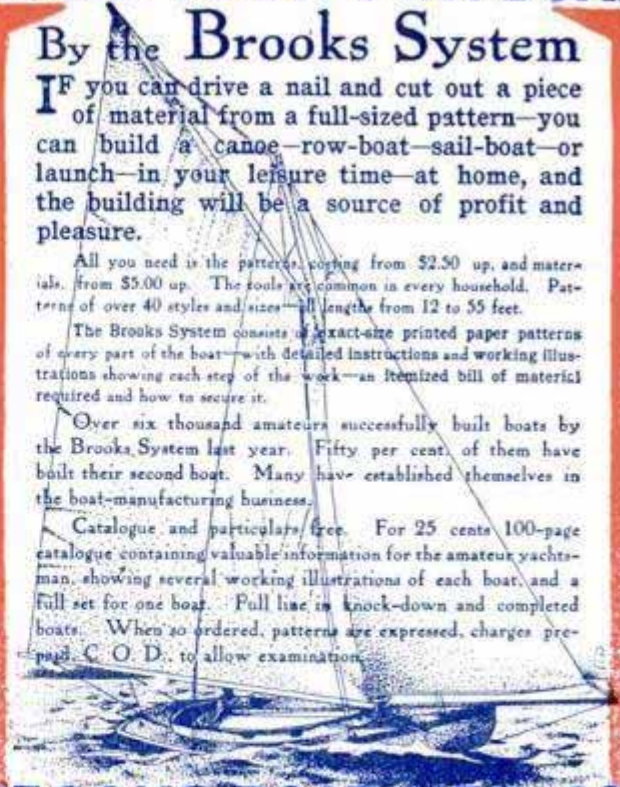 By the Brooks System
IF you can drive a nail and cut out a piece
of material from a full-sized pattern—you
can build a canoe—row-boat—sail-boat—or
launch—in your leisure time—at home, and
the building will be a source of profit and
pleasure.
All you need is the patterns, costing from $2.50 up, and mater-
ials, from $5.00 up. The tools are common in every household. Pat-
terns of over 40 styles and sizes—all lengths from 12 to 55 feet.
The Brooks System consists of exact-size printed paper patterns
of every part of the boat—with detailed instructions and working illus-
trations showing each step of the work—an itemized bill of material
required and how to secure it.
Over six thousand amateurs successfully built boats by
the Brooks System last year. Fifty per cent. of them have
built their second boat. Many have established themselves in
the boat-manufacturing business.
Catalogue and particulars free. For 25 cents 100-page
catalogue containing valuable information for the amateur yachts-
man, showing several working illustrations of each boat, and a
full set for one boat. Full line in knock-down and completed
boats. When so ordered, patterns are expressed, charges pre-
paid, C. O. D., to allow examination.